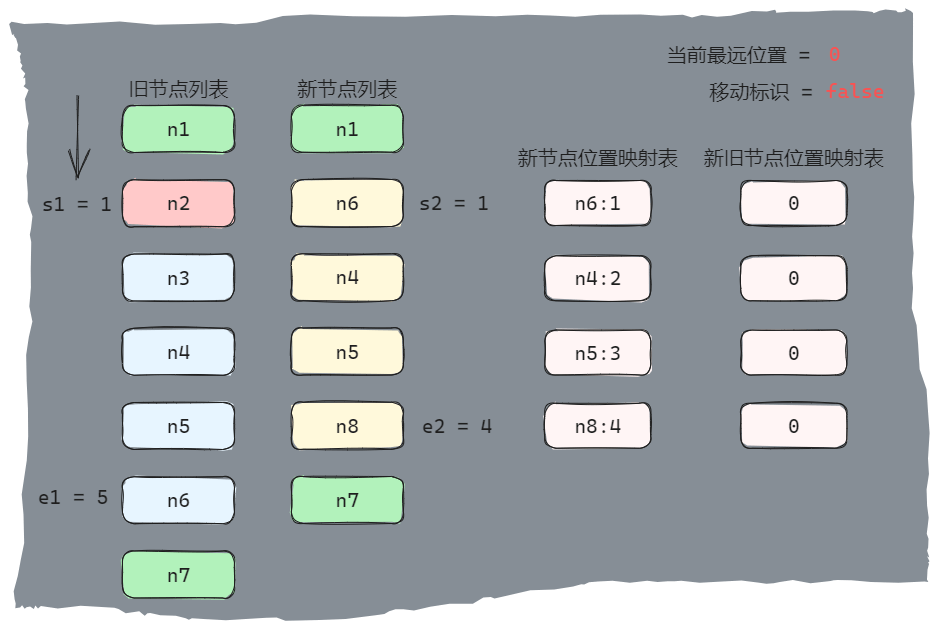 当前最远位置 = 0
移动标识 = false
旧节点列表 新节点列表
新节点位置映射表 新旧节点位置映射表
n1 n1
s1 = 1 n2 n6 s2 = 1 n6:1 0
n3 n4 n4:2 0
n4 n5 n5:3 0
n5 n8 e2 = 4 n8:4 0
e1 = 5 n6 n7
n7